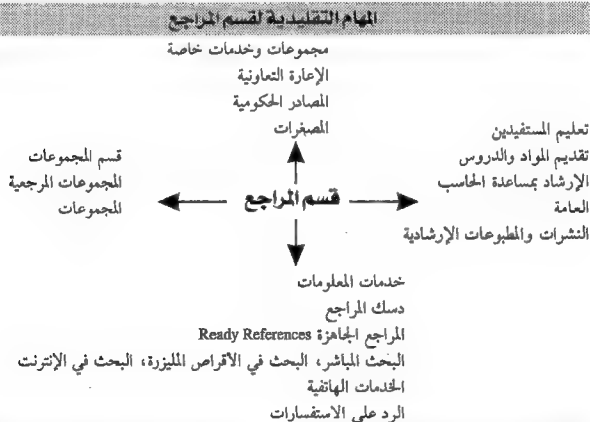 المهام التقليدية لقسم المراجع
مجموعات وخدمات خاصة
الإعارة التعاونية
المصادر الحكومية
المصغرات
تعليم المستفيدين
تقديم المواد والدروس
الإرشاد بمساعدة الحاسب
العامة
النشرات والمطبوعات الإرشادية
قسم المراجع
قسم المجموعات
المجموعات المرجعية
المجموعات
خدمات المعلومات
دسك المراجع
المراجع الجاهزة Ready References
البحث المباشر، البحث في الأقراص المليزرة، البحث في الإنترنت
الخدمات الهاتفية
الرد على الاستفسارات